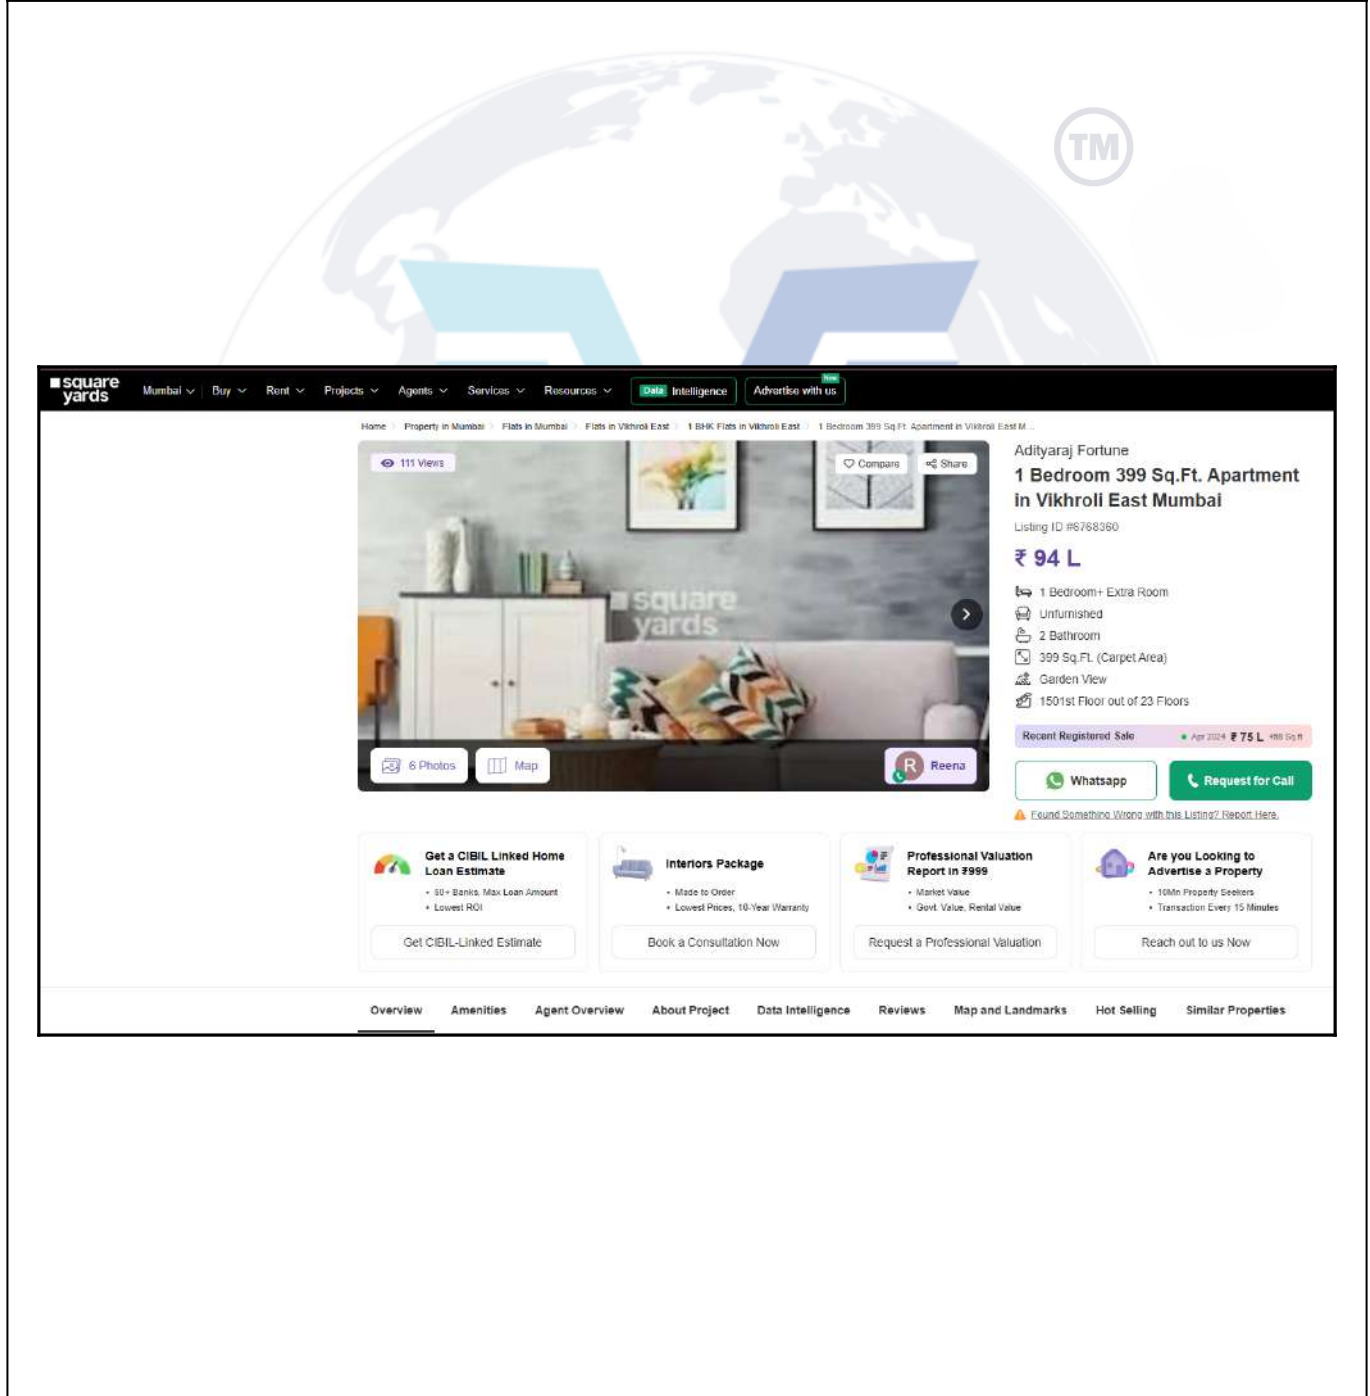 TM
square
yards
Mumbai Buy Rent Projects Agents Services Resources Data Intelligence Advertise with us New
Home Property in Mumbai Flats in Mumbai Flats in Vikhroli East 1 BHK Flats in Vikhroli East 1 Bedroom 399 Sq.Ft. Apartment in Vikhroli East M...
111 Views
Compare
Share
square
yards
6 Photos
Map
R
Reena
Adityaraj Fortune
1 Bedroom 399 Sq.Ft. Apartment
in Vikhroli East Mumbai
Listing ID #6768360
₹ 94 L
1 Bedroom+ Extra Room
Unfurnished
2 Bathroom
399 Sq.Ft. (Carpet Area)
Garden View
1501st Floor out of 23 Floors
Recent Registered Sale Apr 2024 ₹ 75 L Sq.ft
Whatsapp
Request for Call
Found Something Wrong with this Listing? Report Here.
Get a CIBIL Linked Home
Loan Estimate
• 50+ Banks, Max Loan Amount
• Lowest ROI
Get CIBIL-Linked Estimate
Interiors Package
• Made to Order
• Lowest Prices, 10-Year Warranty
Book a Consultation Now
Professional Valuation
Report in ₹999
• Market Value
• Govt. Value, Rental Value
Request a Professional Valuation
Are you Looking to
Advertise a Property
• 10Mn Property Seekers
• Transaction Every 15 Minutes
Reach out to us Now
Overview Amenities Agent Overview About Project Data Intelligence Reviews Map and Landmarks Hot Selling Similar Properties